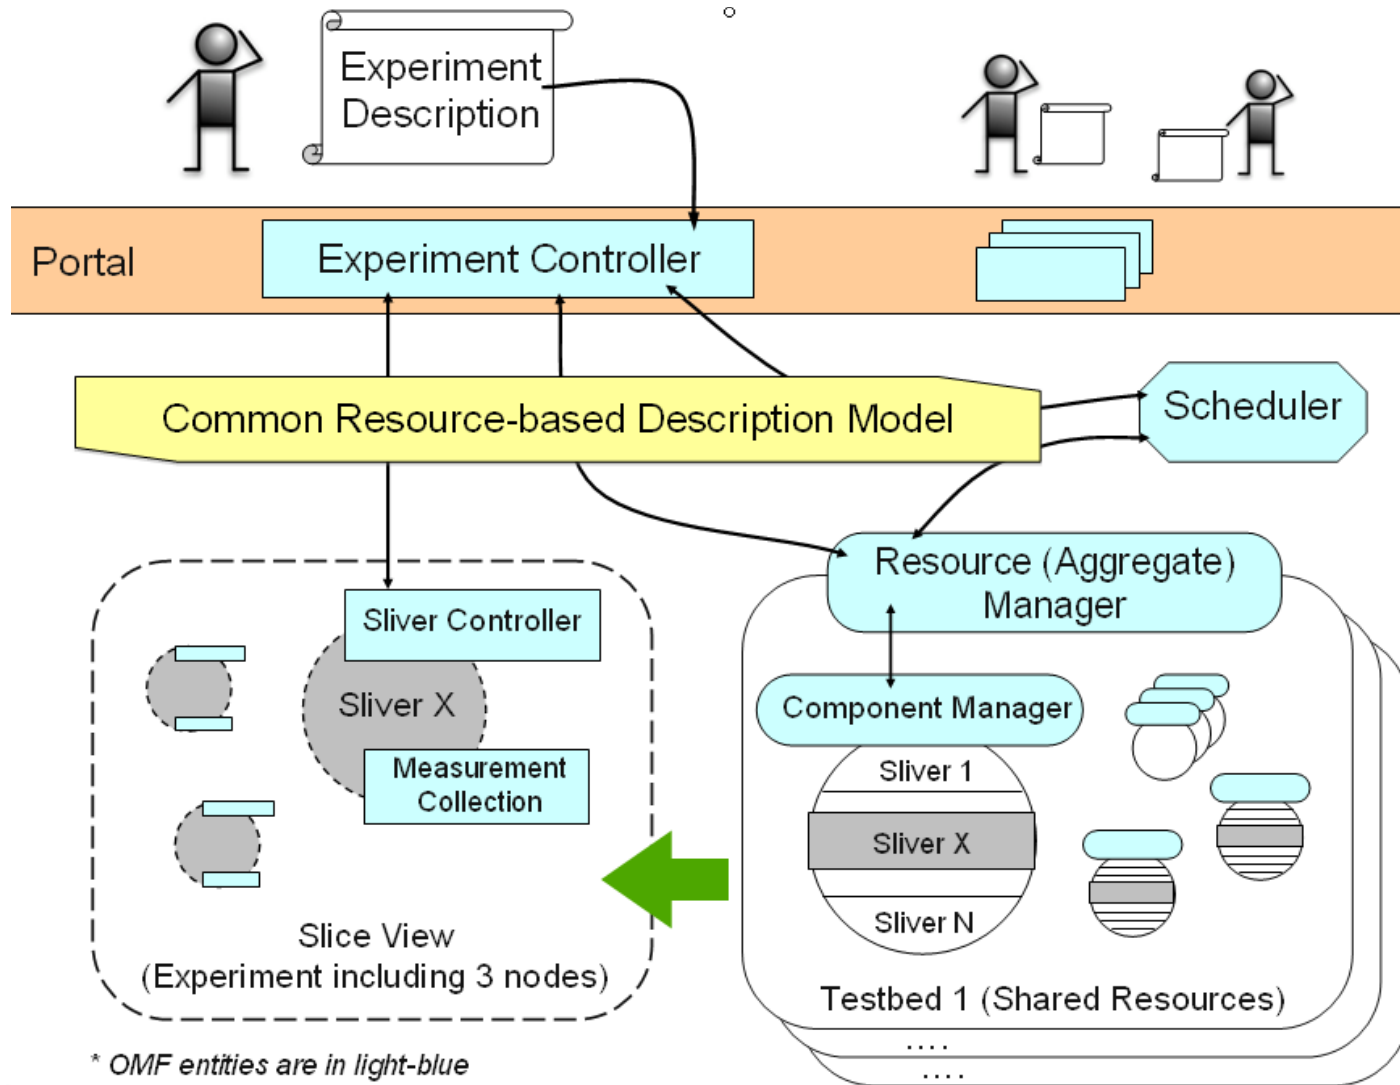 Experiment
Description
Portal
Experiment Controller
Common Resource-based Description Model
Scheduler
Resource (Aggregate)
Manager
Sliver Controller
Sliver X
Measurement
Collection
Component Manager
Sliver 1
Sliver X
Sliver N
Slice View
(Experiment including 3 nodes)
Testbed 1 (Shared Resources)
. . . .
. . . .
* OMF entities are in light-blue